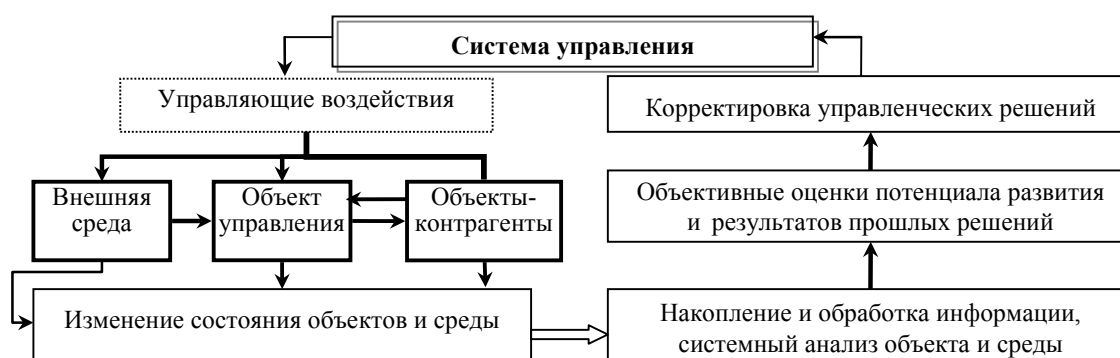 Система управления
Управляющие воздействия
Корректировка управленческих решений
Внешняя
среда
Объект
управления
Объекты-
контрагенты
Объективные оценки потенциала развития
и результатов прошлых решений
Изменение состояния объектов и среды
Накопление и обработка информации,
системный анализ объекта и среды